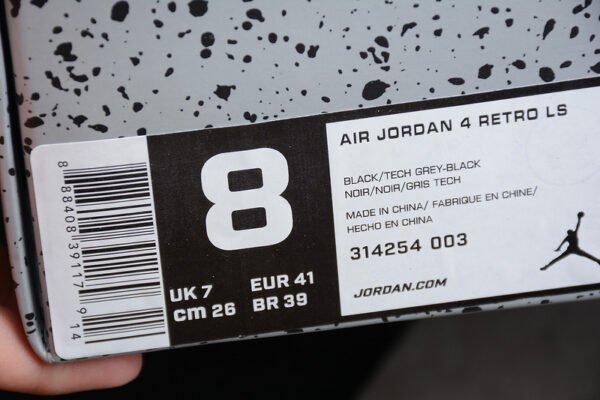 AIR JORDAN 4 RETRO LS
BLACK/TECH GREY-BLACK
NOIR/NOIR/GRIS TECH
MADE IN CHINA/ FABRIQUE EN CHINE/
HECHO EN CHINA
314254 003
JORDAN.COM
8
UK 7 EUR 41
cm 26 BR 39
8 88408 39117 9 14